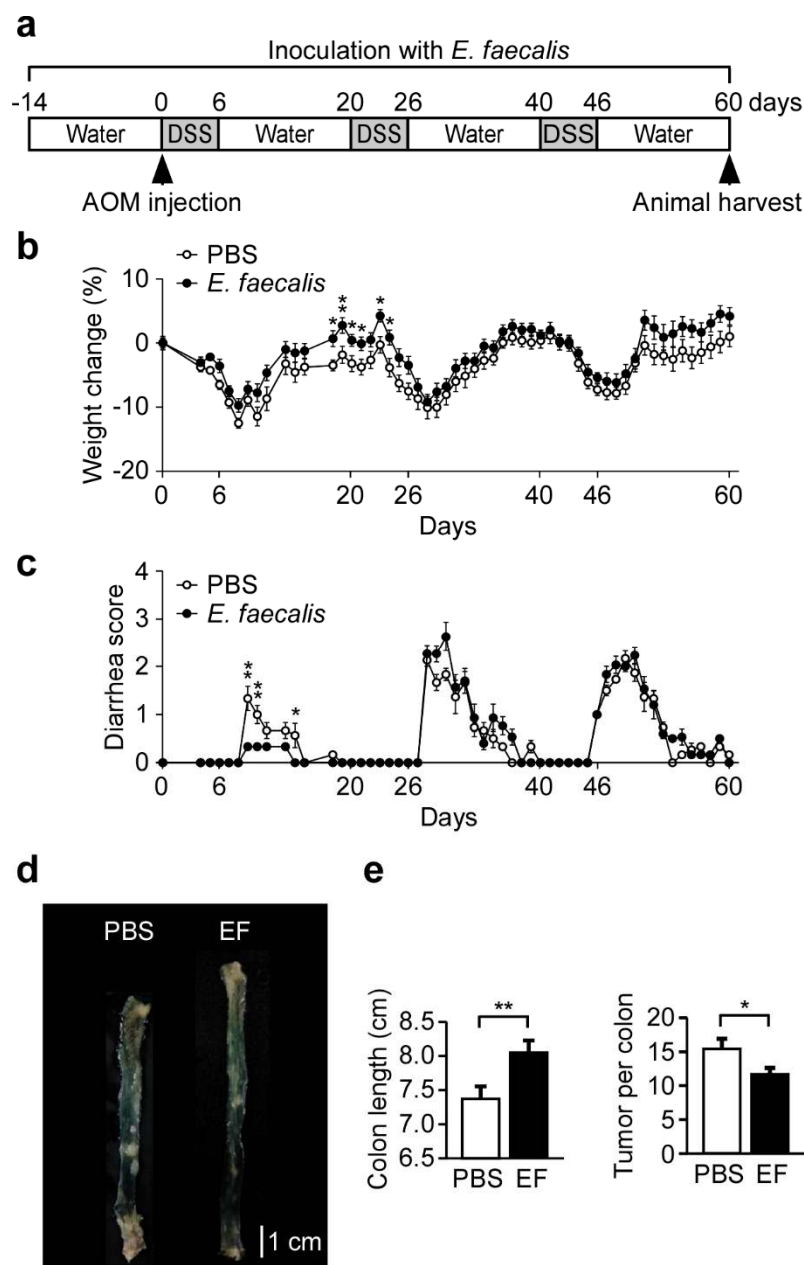 a
Inoculation with E. faecalis
-14 0 6 20 26 40 46 60 days
Water DSS Water DSS Water DSS Water
AOM injection Animal harvest
b
PBS
E. faecalis
Weight change (%)
10
0
-10
-20
** * * * * * *
0 6 20 26 40 46 60
Days
c
PBS
E. faecalis
Diarrhea score
4
3
2
1
0
** ** *
0 6 20 26 40 46 60
Days
d
PBS EF
1 cm
e
Colon length (cm)
8.5
8.0
7.5
7.0
6.5
**
PBS EF
Tumor per colon
20
15
10
5
0
*
PBS EF